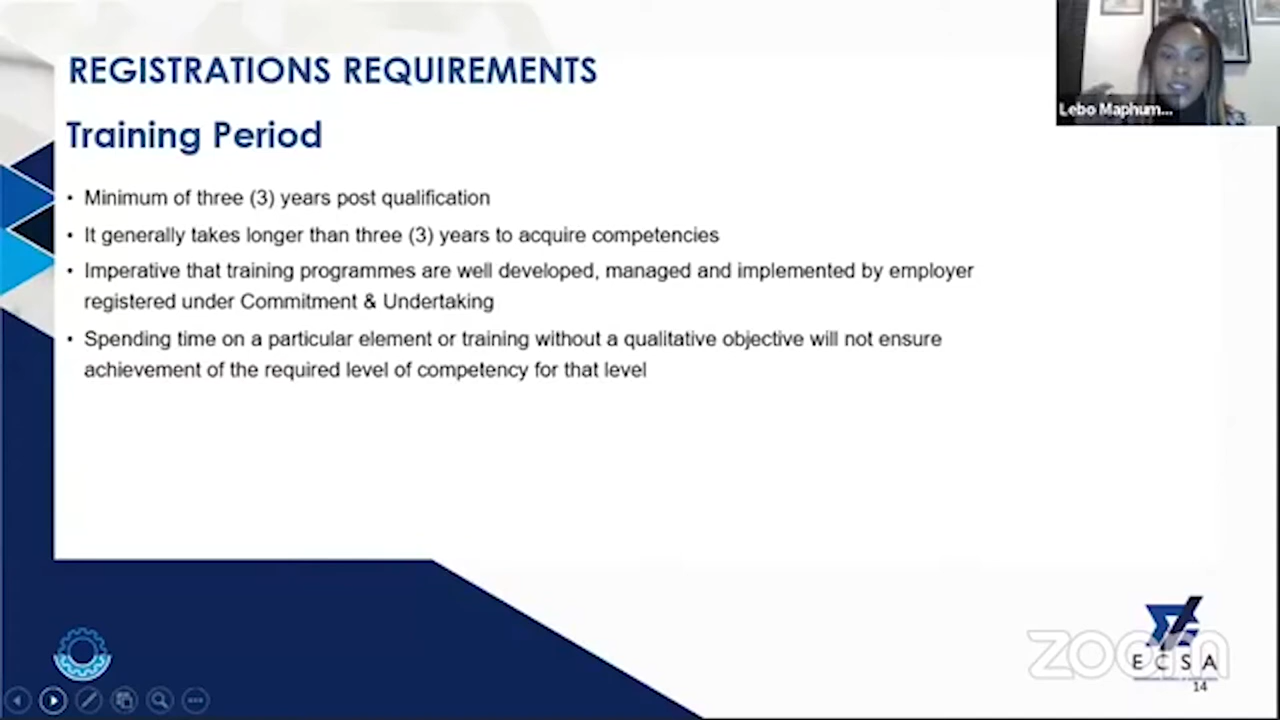 REGISTRATIONS REQUIREMENTS
Training Period
• Minimum of three (3) years post qualification
• It generally takes longer than three (3) years to acquire competencies
• Imperative that training programmes are well developed, managed and implemented by employer
registered under Commitment & Undertaking
• Spending time on a particular element or training without a qualitative objective will not ensure
achievement of the required level of competency for that level
Lebo Maphum...
zoom
ECSA
14